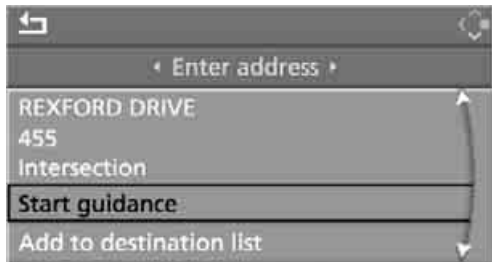 Enter address
REXFORD DRIVE
455
Intersection
Start guidance
Add to destination list